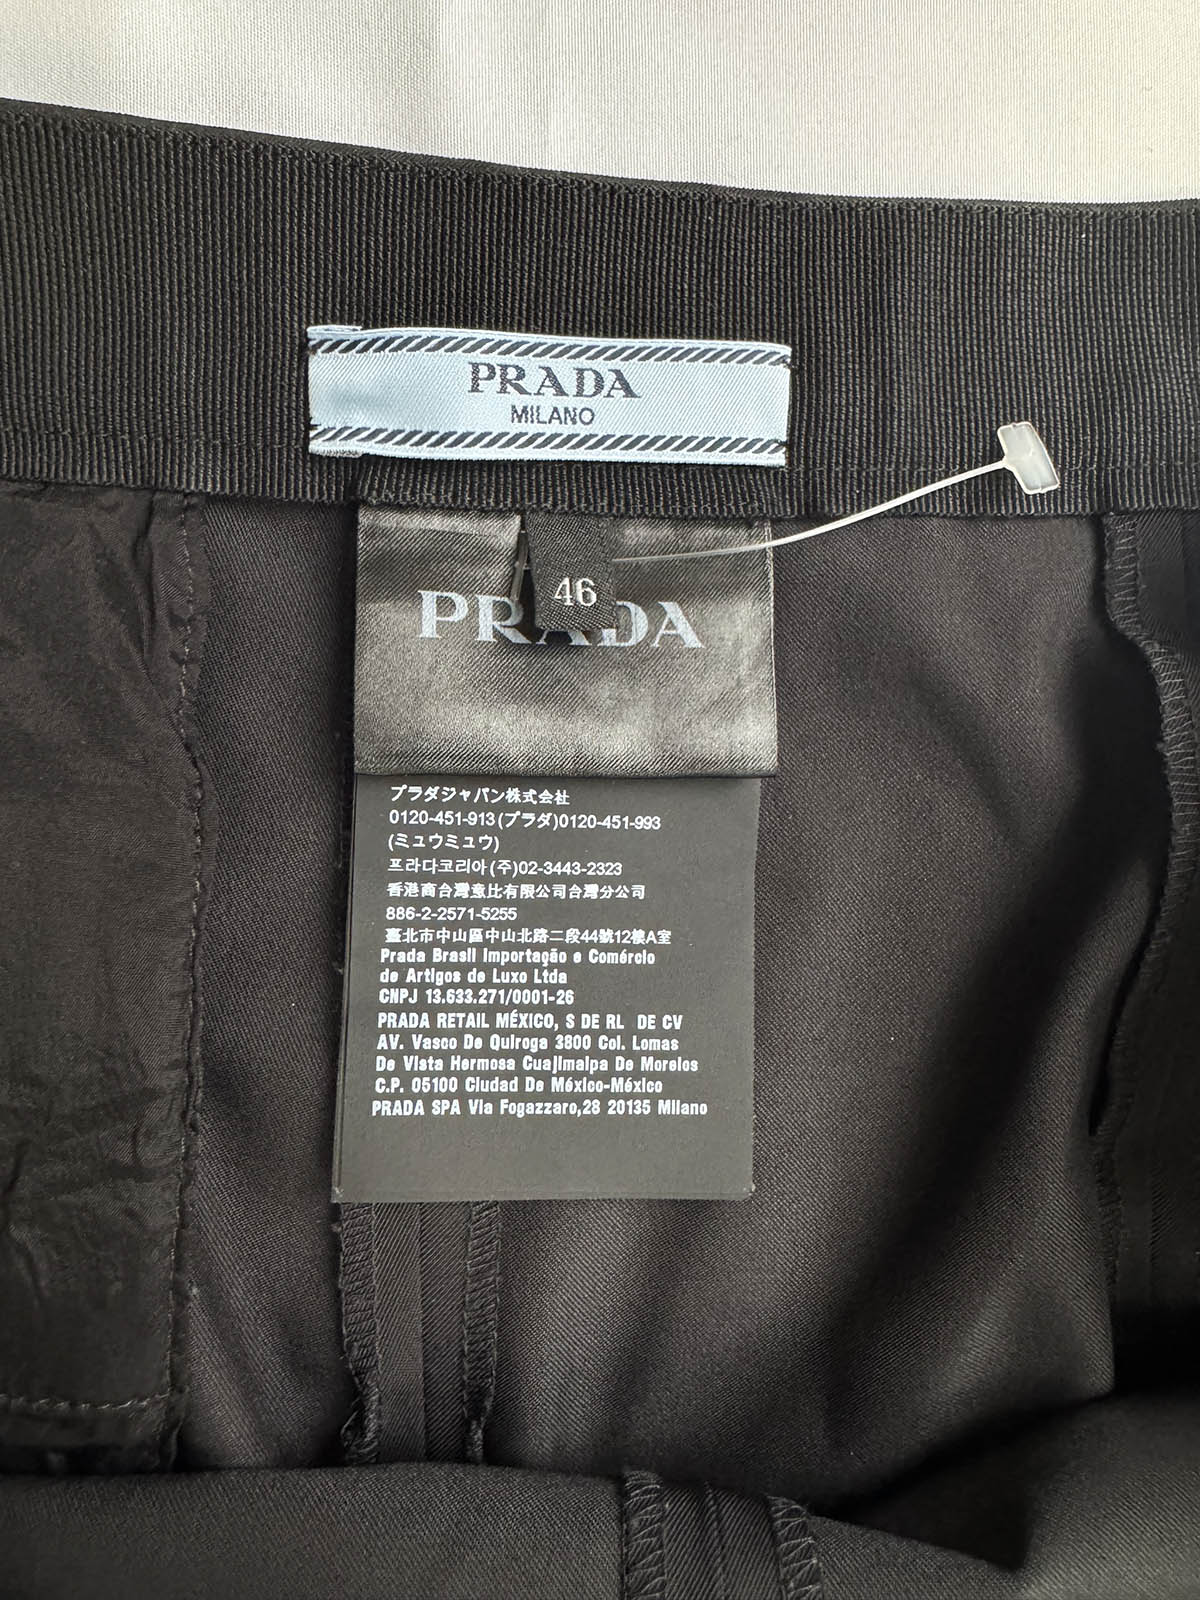 PRADA
MILANO
46
PRADA
プラダジャパン株式会社
0120-451-913(プラダ)0120-451-993
(ミュウミュウ)
프라다코리아(주)02-3443-2323
香港商台灣意比有限公司台灣分公司
886-2-2571-5255
臺北市中山區中山北路二段44號12樓A室
Prada Brasil Importação e Comércio
de Artigos de Luxo Ltda
CNPJ 13.633.271/0001-26
PRADA RETAIL MÉXICO, S DE RL DE CV
AV. Vasco De Quiroga 3800 Col. Lomas
De Vista Hermosa Cuajimalpa De Morelos
C.P. 05100 Ciudad De México-México
PRADA SPA Via Fogazzaro,28 20135 Milano